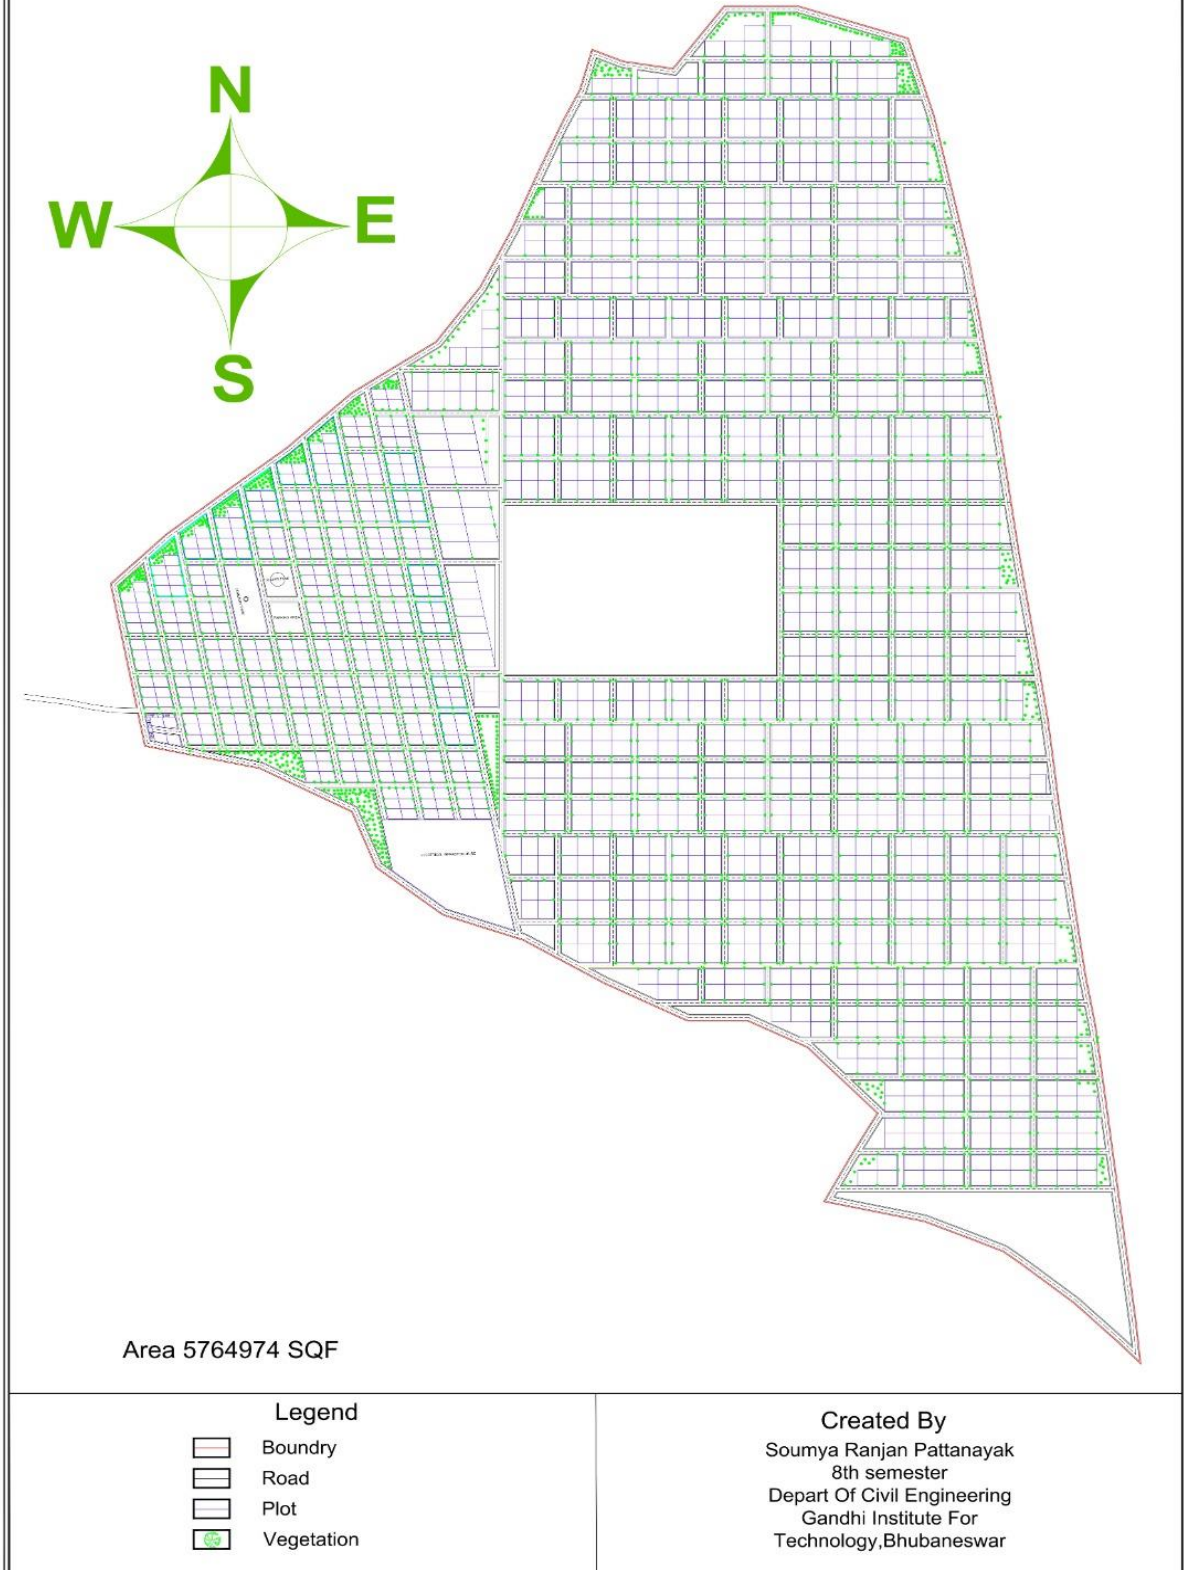 N
W E
S
Area 5764974 SQF
Legend
Boundry
Road
Plot
Vegetation
Created By
Soumya Ranjan Pattanayak
8th semester
Depart Of Civil Engineering
Gandhi Institute For
Technology,Bhubaneswar